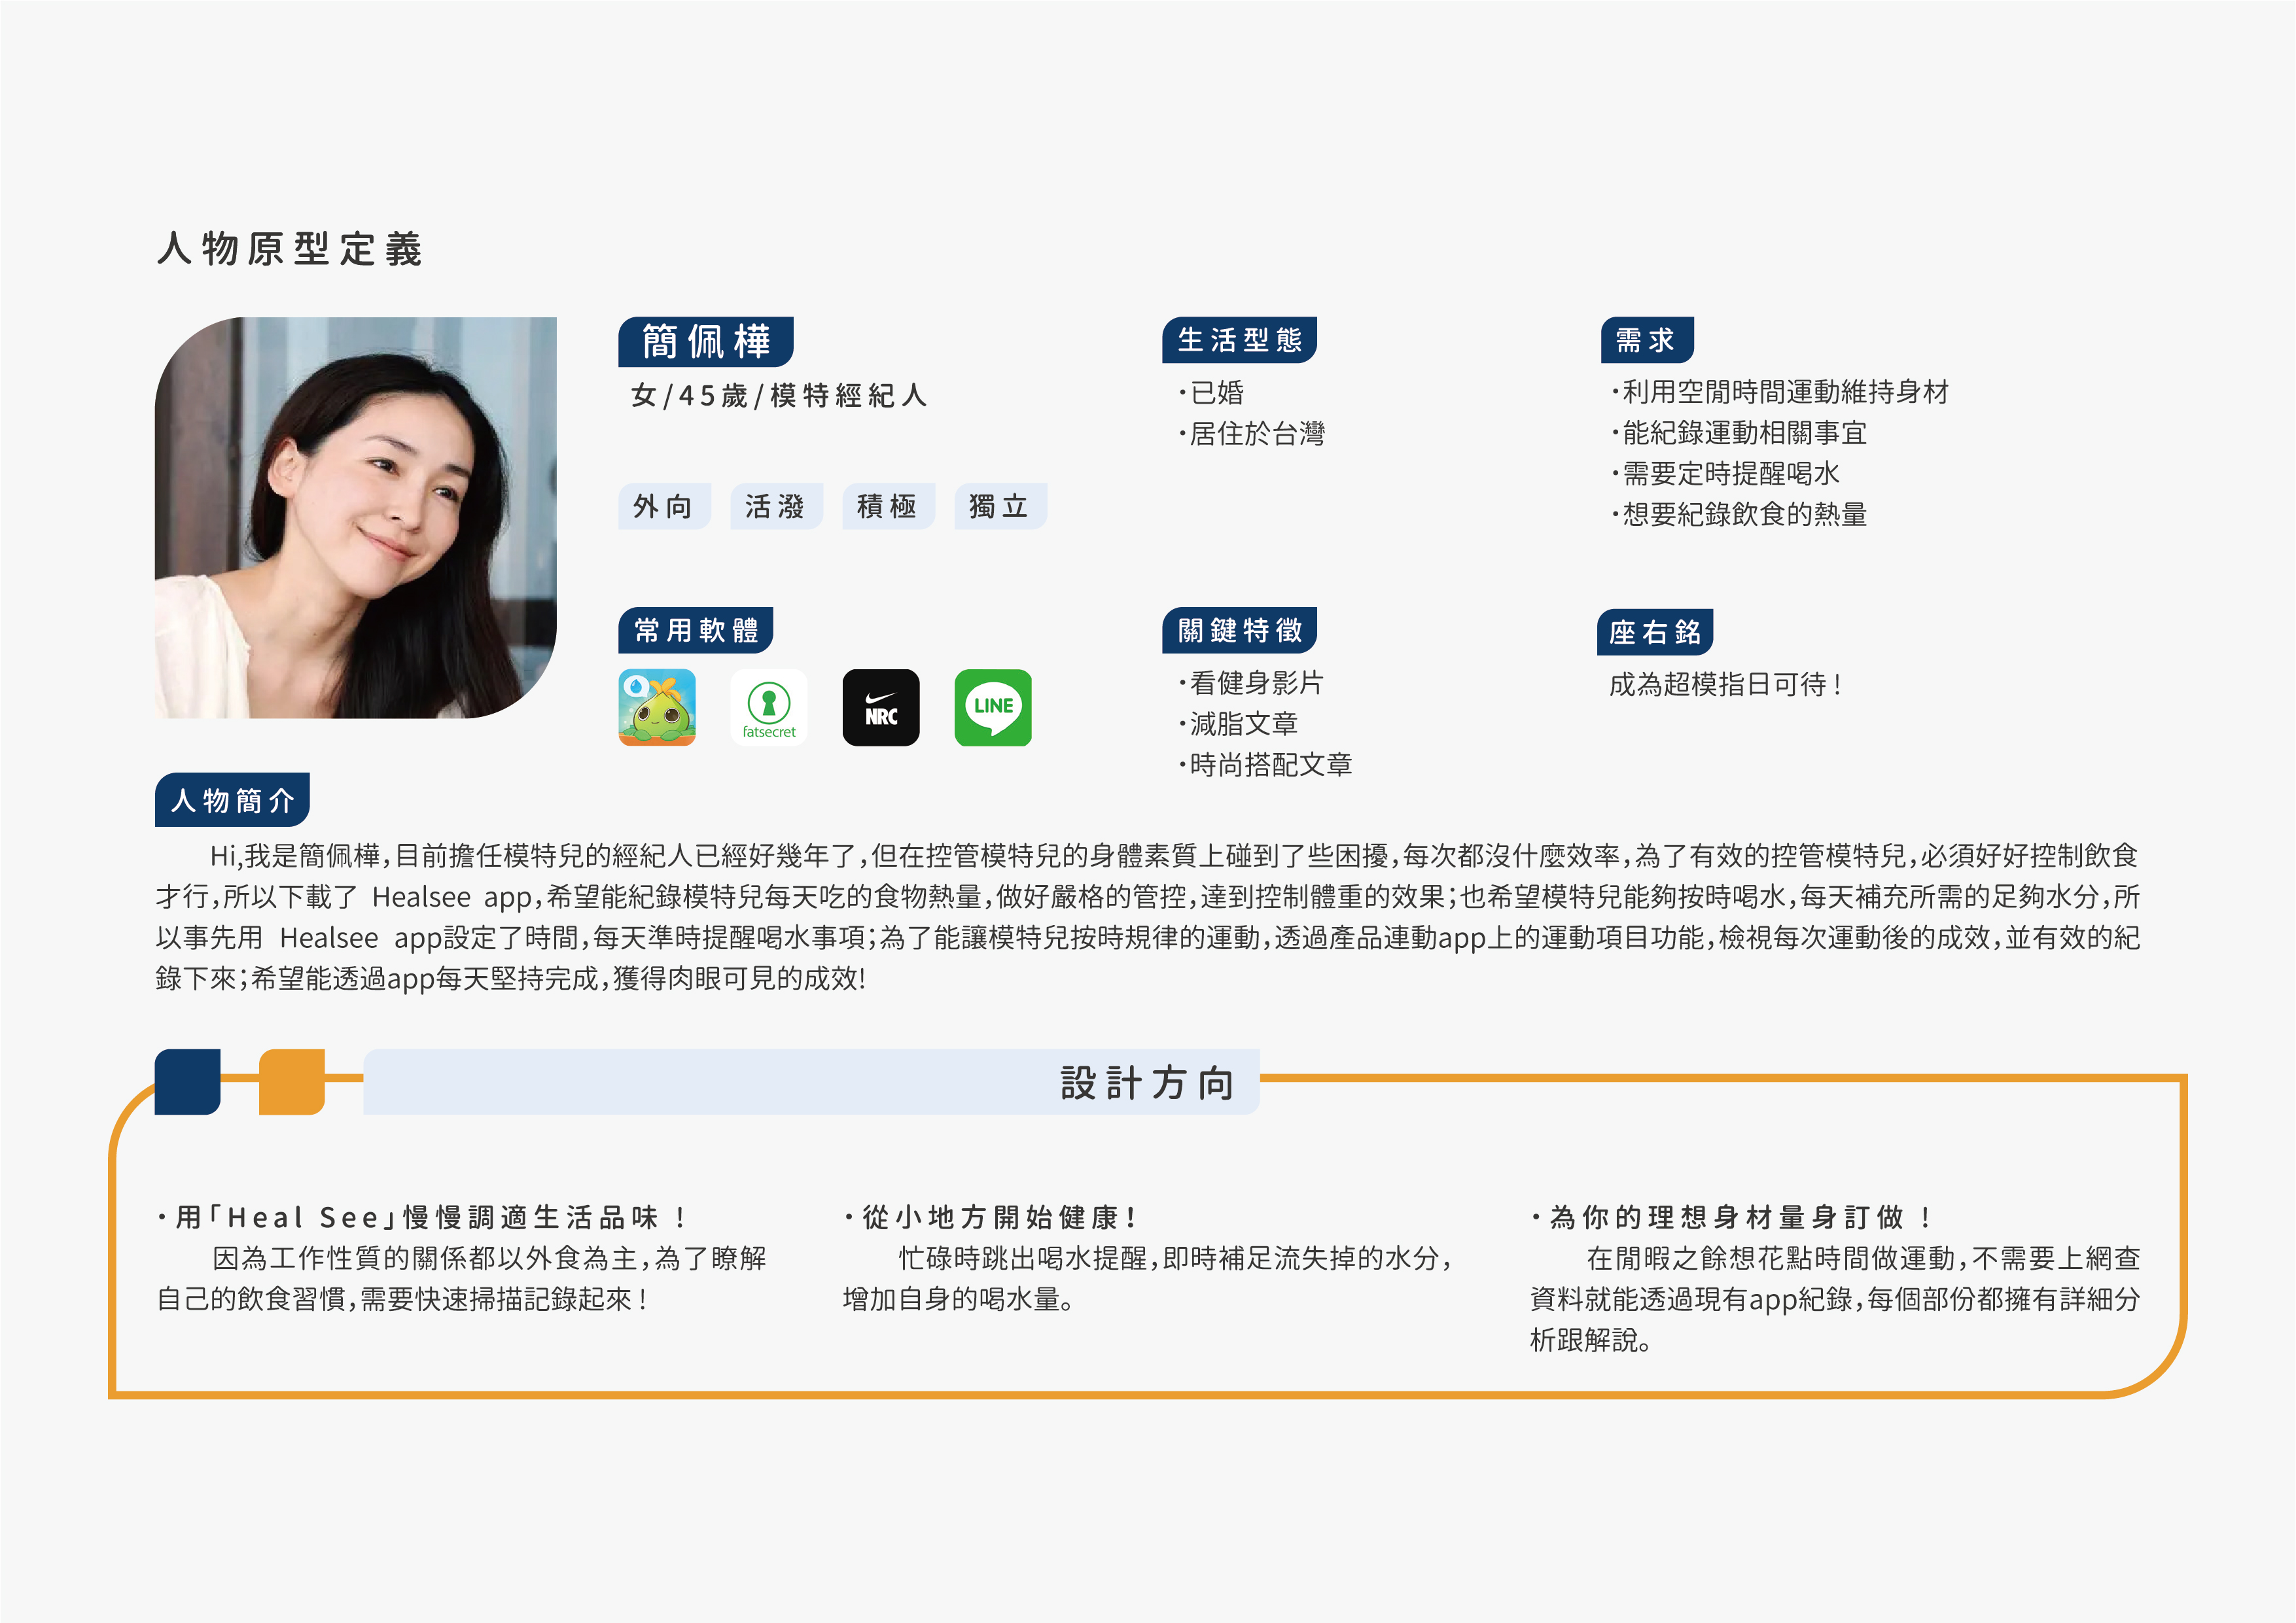 人物原型定義
簡佩樺
女/45歲/模特經紀人
外向
活潑
積極
獨立
生活型態
・已婚
・居住於台灣
需求
・利用空閒時間運動維持身材
・能紀錄運動相關事宜
・需要定時提醒喝水
・想要紀錄飲食的熱量
常用軟體
fatsecret
NRC
LINE
關鍵特徵
・看健身影片
・減脂文章
・時尚搭配文章
座右銘
成為超模指日可待！
人物簡介
Hi,我是簡佩樺，目前擔任模特兒的經紀人已經好幾年了，但在控管模特兒的身體素質上碰到了些困擾，每次都沒什麼效率，為了有效的控管模特兒，必須好好控制飲食
才行，所以下載了 Healsee app，希望能紀錄模特兒每天吃的食物熱量，做好嚴格的管控，達到控制體重的效果；也希望模特兒能夠按時喝水，每天補充所需的足夠水分，所
以事先用 Healsee app設定了時間，每天準時提醒喝水事項；為了能讓模特兒按時規律的運動，透過產品連動app上的運動項目功能，檢視每次運動後的成效，並有效的紀
錄下來；希望能透過app每天堅持完成，獲得肉眼可見的成效!
設計方向
・用「Heal See」慢慢調適生活品味！
因為工作性質的關係都以外食為主，為了瞭解
自己的飲食習慣，需要快速掃描記錄起來！
・從小地方開始健康！
忙碌時跳出喝水提醒，即時補足流失掉的水分，
增加自身的喝水量。
・為你的理想身材量身訂做！
在閒暇之餘想花點時間做運動，不需要上網查
資料就能透過現有app紀錄，每個部份都擁有詳細分
析跟解說。